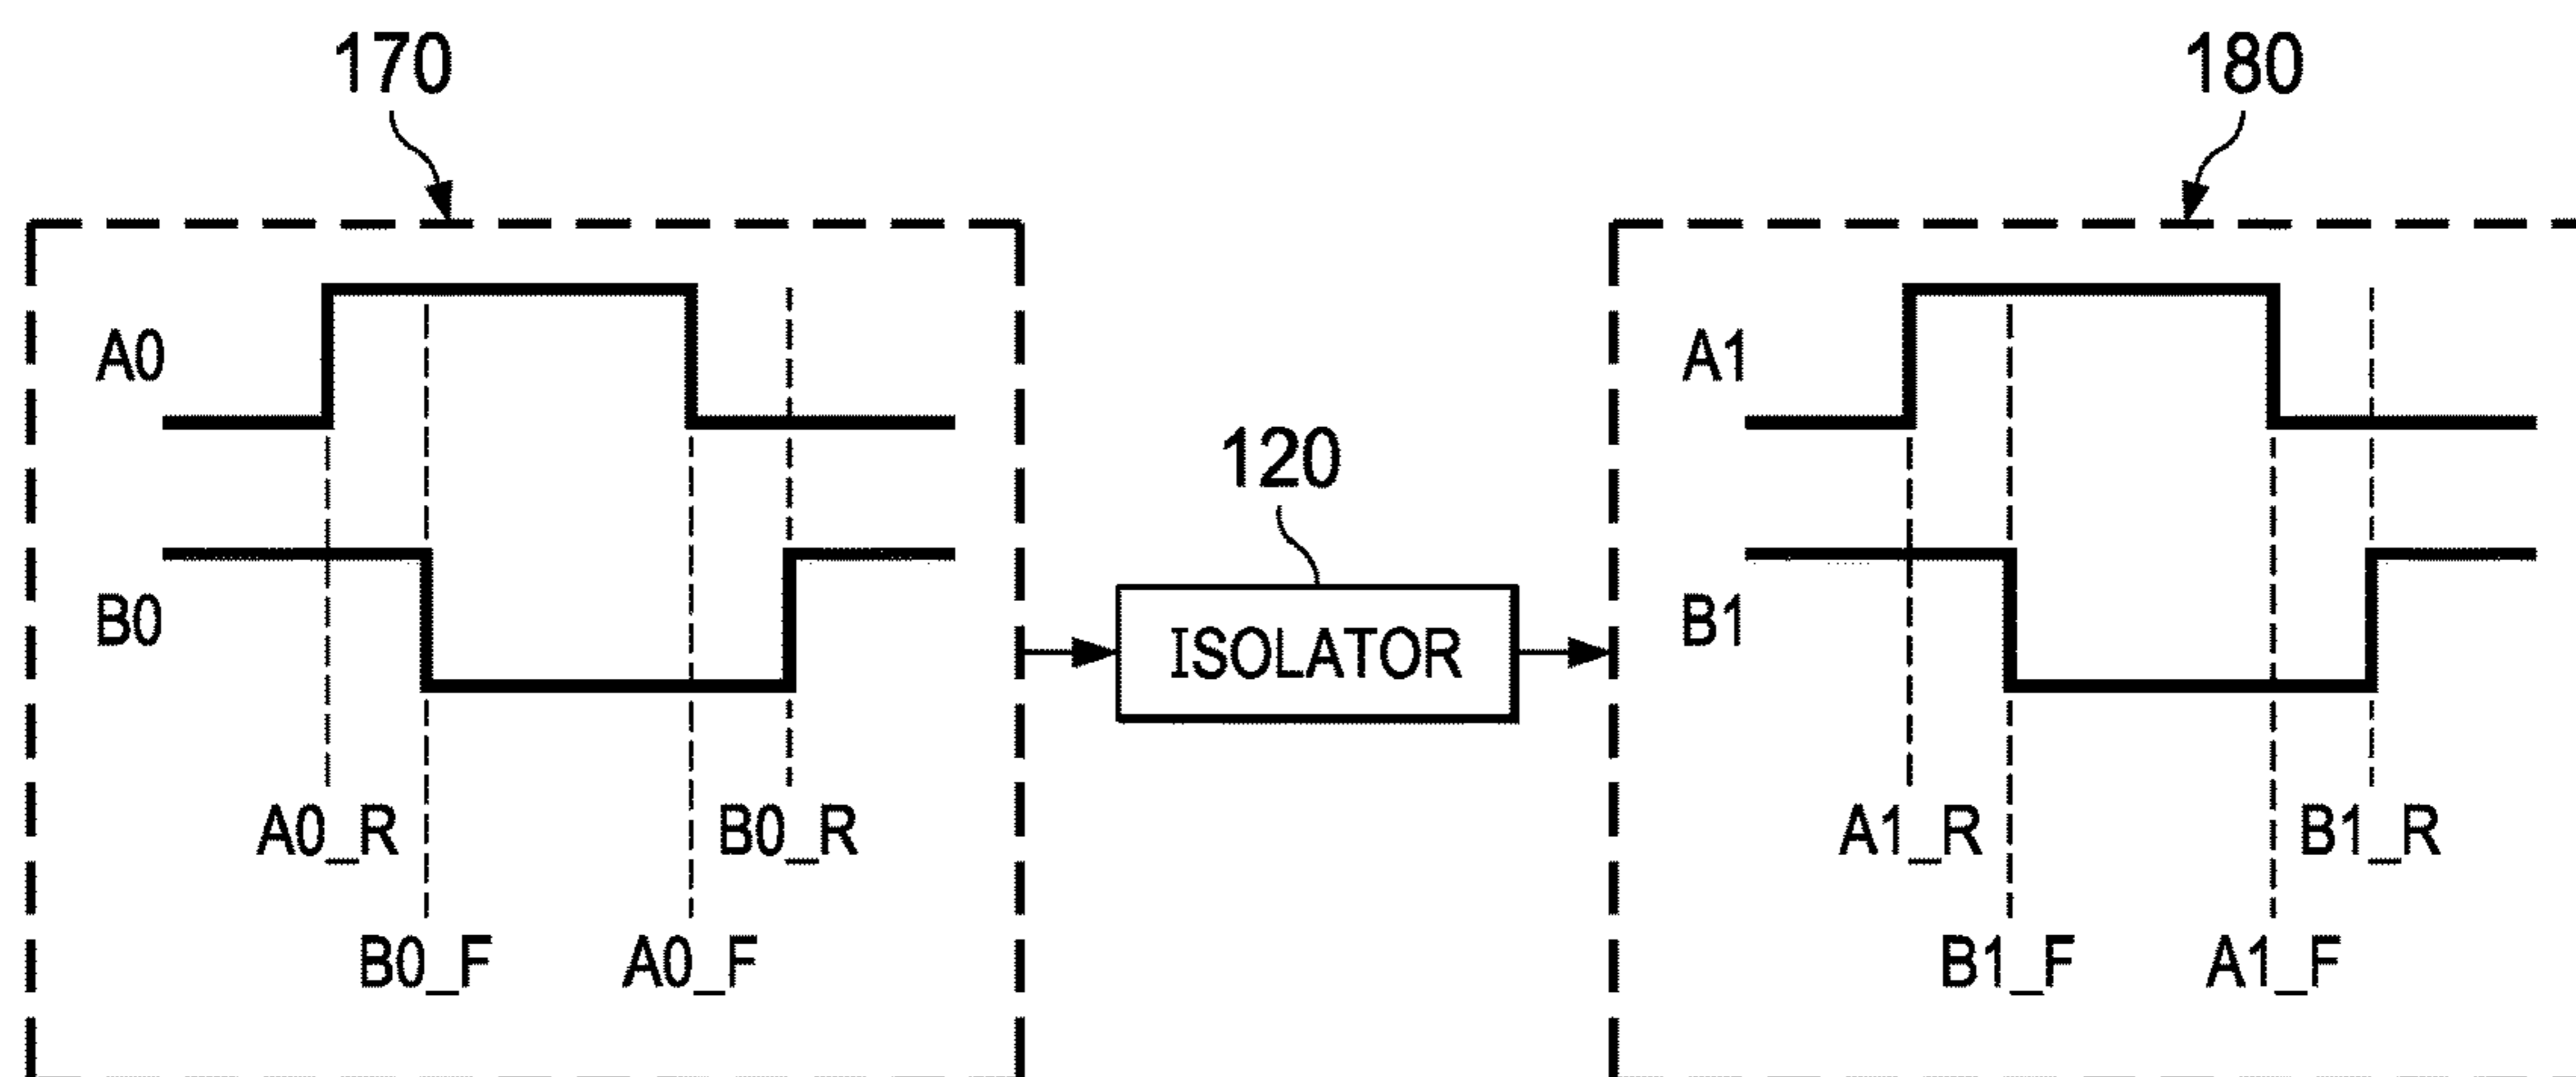 170
180
A0
A1
120
B0
ISOLATOR
B1
A0_R
B0_R
A1_R
B1_R
B0_F
A0_F
B1_F
A1_F